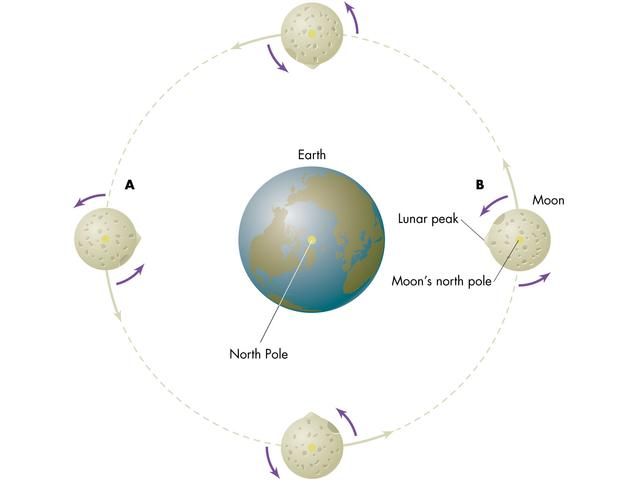 Earth
A
B
Moon
Lunar peak
Moon's north pole
North Pole